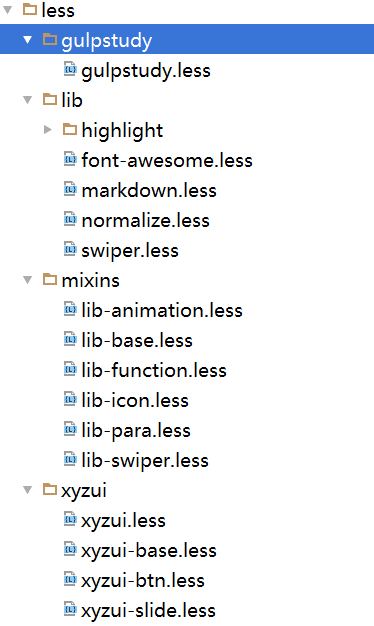 less
gulpstudy
gulpstudy.less
lib
highlight
font-awesome.less
markdown.less
normalize.less
swiper.less
mixins
lib-animation.less
lib-base.less
lib-function.less
lib-icon.less
lib-para.less
lib-swiper.less
xyzui
xyzui.less
xyzui-base.less
xyzui-btn.less
xyzui-slide.less